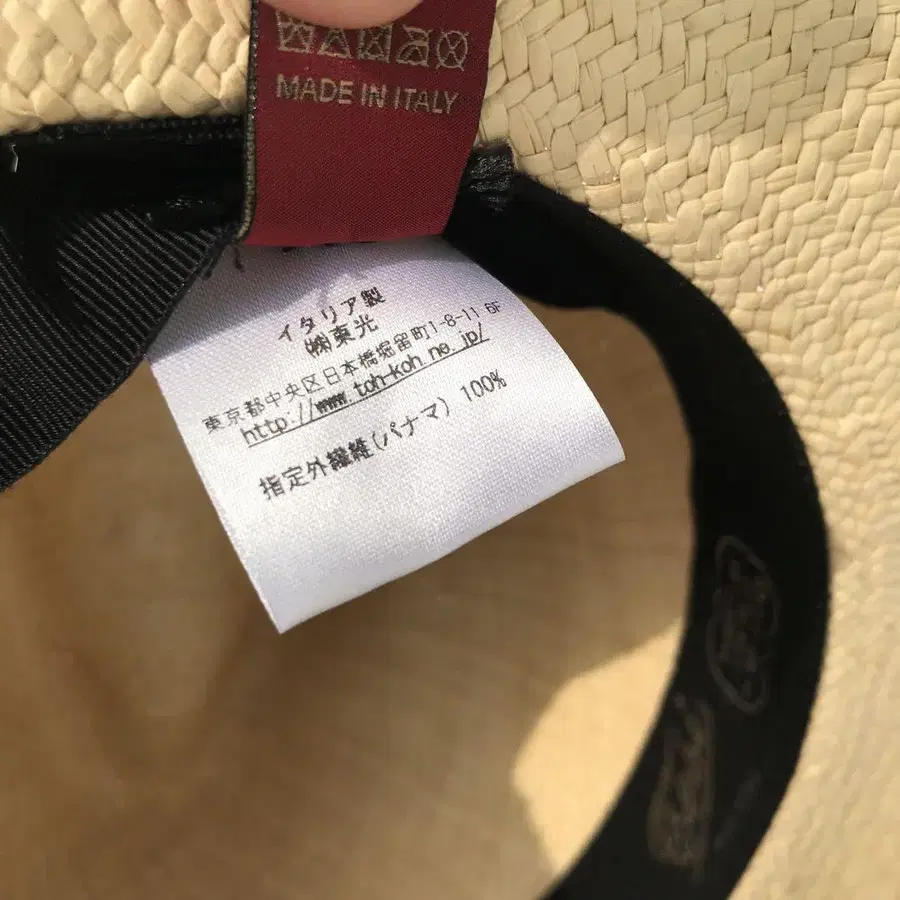 MADE IN ITALY
イタリア製
㈱東光
東京都中央区日本橋堀留町1-8-11 6F
http://www.toh-koh.ne.jp/
指定外繊維(パナマ) 100%